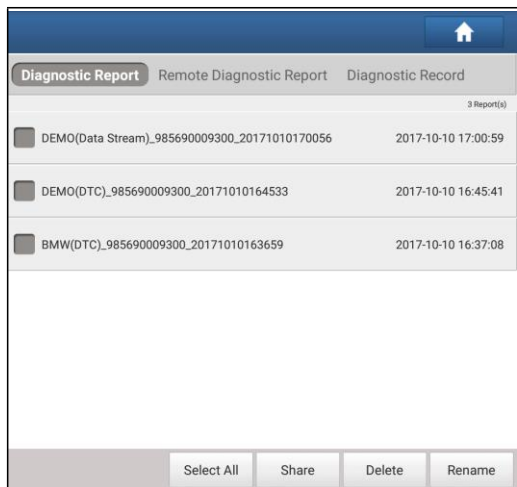 Diagnostic Report Remote Diagnostic Report Diagnostic Record
3 Report(s)
DEMO(Data Stream)_985690009300_20171010170056 2017-10-10 17:00:59
DEMO(DTC)_985690009300_20171010164533 2017-10-10 16:45:41
BMW(DTC)_985690009300_20171010163659 2017-10-10 16:37:08
Select All Share Delete Rename